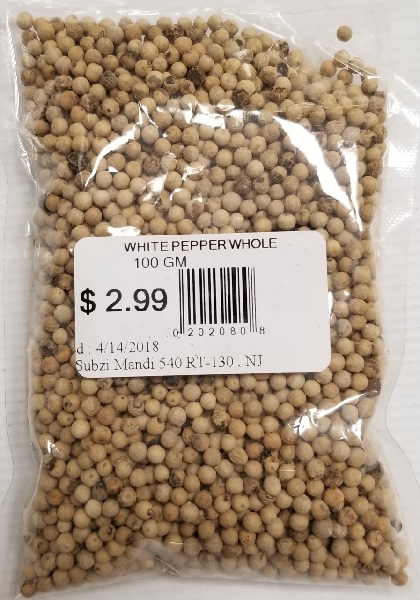 WHITE PEPPER WHOLE
100 GM
$ 2.99
0 202080 8
d : 4/14/2018
Subzi Mandi 540 RT-130 , NJ